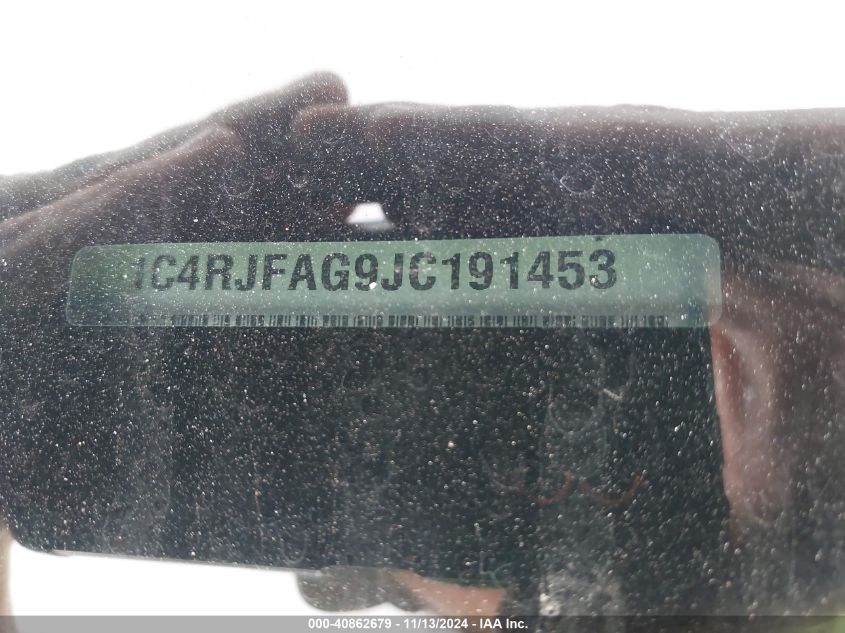 1C4RJFAG9JC191453
000-40862679 - 11/13/2024 - IAA Inc.